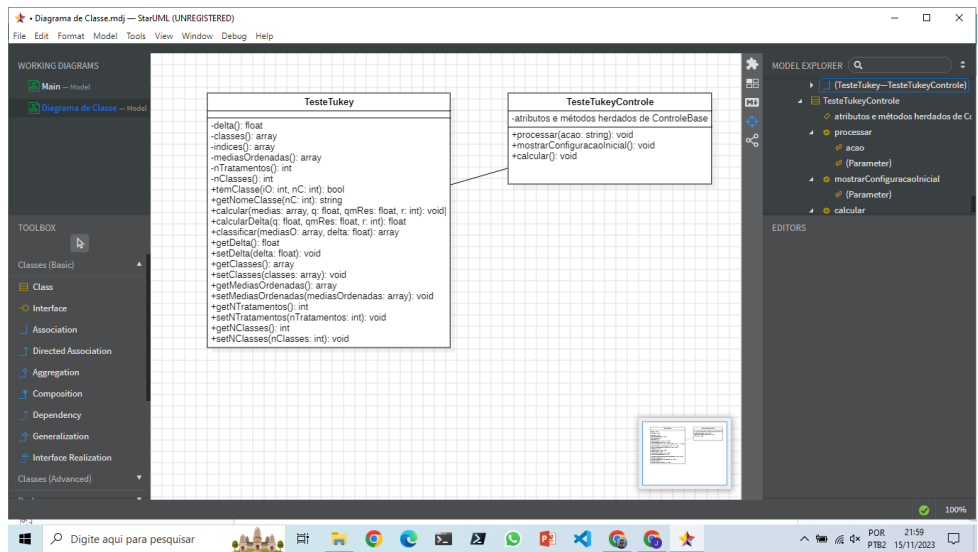 • Diagrama de Classe.mdj — StarUML (UNREGISTERED)
File Edit Format Model Tools View Window Debug Help
WORKING DIAGRAMS
Main — Model
Diagrama de Classe — Model
TOOLBOX
Classes (Basic)
Class
Interface
Association
Directed Association
Aggregation
Composition
Dependency
Generalization
Interface Realization
Classes (Advanced)
TesteTukey
-delta(): float
-classes(): array
-indices(): array
-mediasOrdenadas(): array
-nTratamentos(): int
-nClasses(): int
+temClasse(iO: int, nC: int): bool
+getNomeClasse(nC: int): string
+calcular(medias: array, q: float, qmRes: float, r: int): void
+calcularDelta(q: float, qmRes: float, r: int): float
+classificar(mediasO: array, delta: float): array
+getDelta(): float
+setDelta(delta: float): void
+getClasses(): array
+setClasses(classes: array): void
+getMediasOrdenadas(): array
+setMediasOrdenadas(mediasOrdenadas: array): void
+getNTratamentos(): int
+setNTratamentos(nTratamentos: int): void
+getNClasses(): int
+setNClasses(nClasses: int): void
TesteTukeyControle
-atributos e métodos herdados de ControleBase
+processar(acao: string): void
+mostrarConfiguracaoInicial(): void
+calcular(): void
MODEL EXPLORER
(TesteTukey—TesteTukeyControle)
TesteTukeyControle
atributos e métodos herdados de Co
processar
acao
(Parameter)
mostrarConfiguracaoInicial
(Parameter)
calcular
EDITORS
100%
Digite aqui para pesquisar
POR
PTB2
21:59
15/11/2023